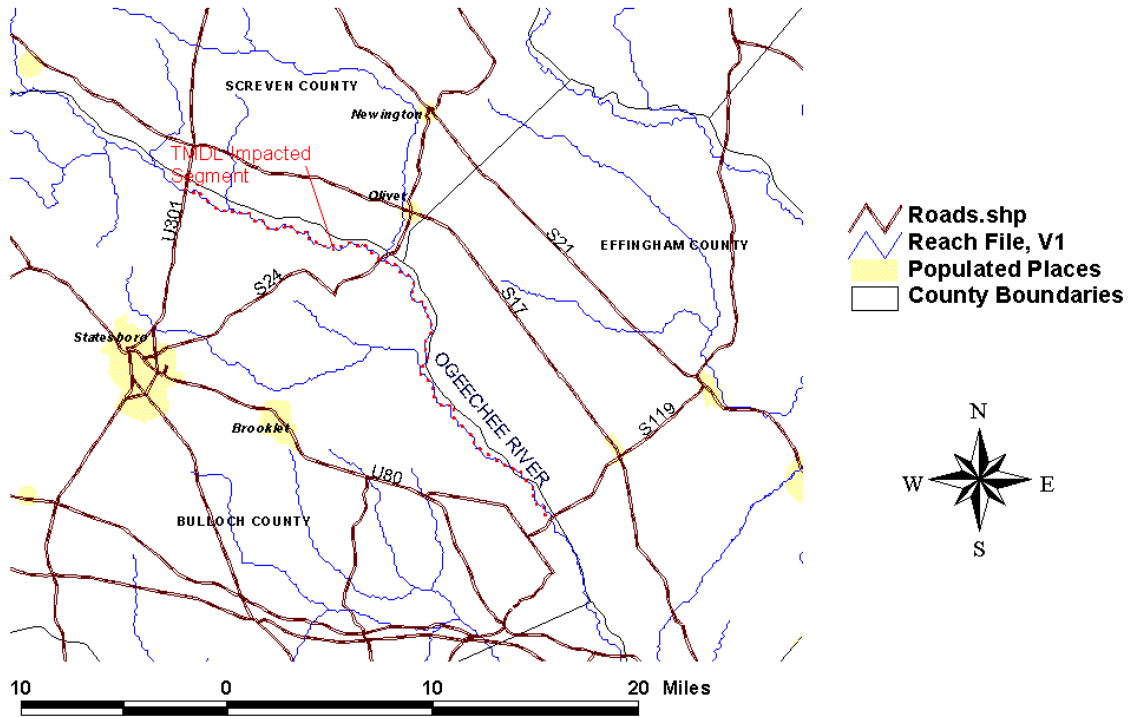 SCREVEN COUNTY
Newington
TMDL Impacted
Segment
Olivet
U301
S21
EFFINGHAM COUNTY
S24
S17
Statesboro
OGEECHEE RIVER
S119
Brooklet
U80
BULLOCH COUNTY
Roads.shp
Reach File, V1
Populated Places
County Boundaries
N
W
E
S
10 0 10 20 Miles